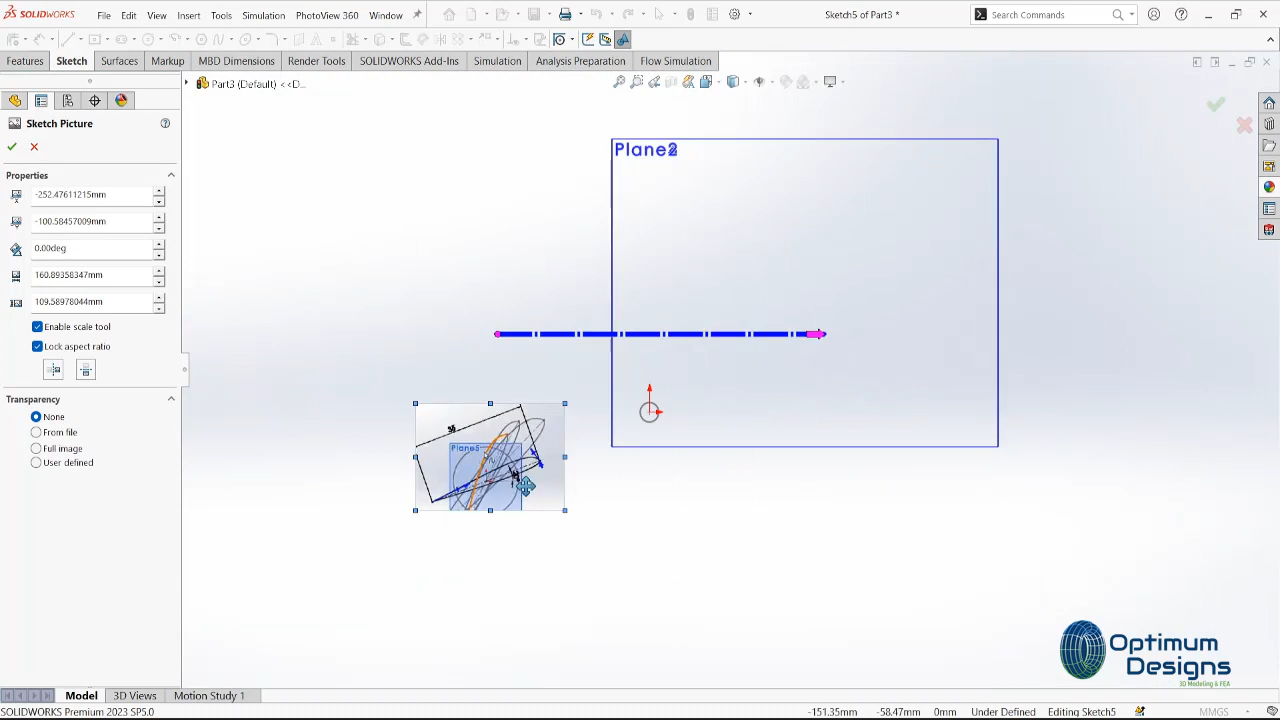 SOLIDWORKS File Edit View Insert Tools Simulation PhotoView 360 Window Sketch5 of Part3 * Search Commands
Features Sketch Surfaces Markup MBD Dimensions Render Tools SOLIDWORKS Add-Ins Simulation Analysis Preparation Flow Simulation
Part3 (Default) <<D...
Sketch Picture
Properties
-252.47611215mm
-100.58457009mm
0.00deg
160.89358347mm
109.58978044mm
Enable scale tool
Lock aspect ratio
Transparency
None
From file
Full image
User defined
Plane5
Optimum
Designs
3D Modeling & FEA
Model 3D Views Motion Study 1
SOLIDWORKS Premium 2023 SP5.0 -151.35mm -58.47mm 0mm Under Defined Editing Sketch5 MMGS